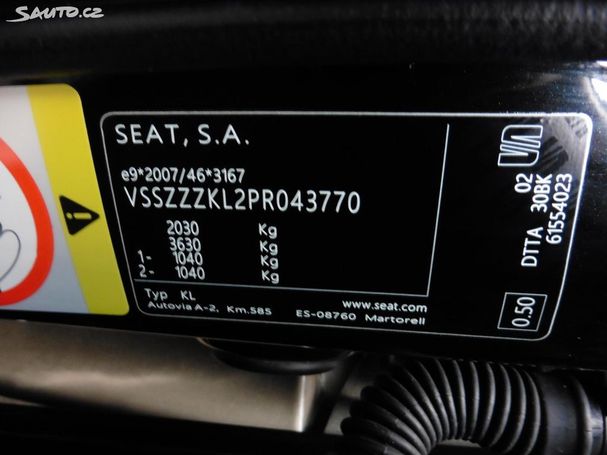 SAUTO.CZ
SEAT, S.A.
e9*2007/46*3167
VSSZZZKL2PR043770
2030 Kg
3630 Kg
1- 1040 Kg
2- 1040 Kg
Typ KL
www.seat.com
Autovia A-2, Km.585 ES-08760 Martorell
02
DTTA 30BK
61554023
0.50